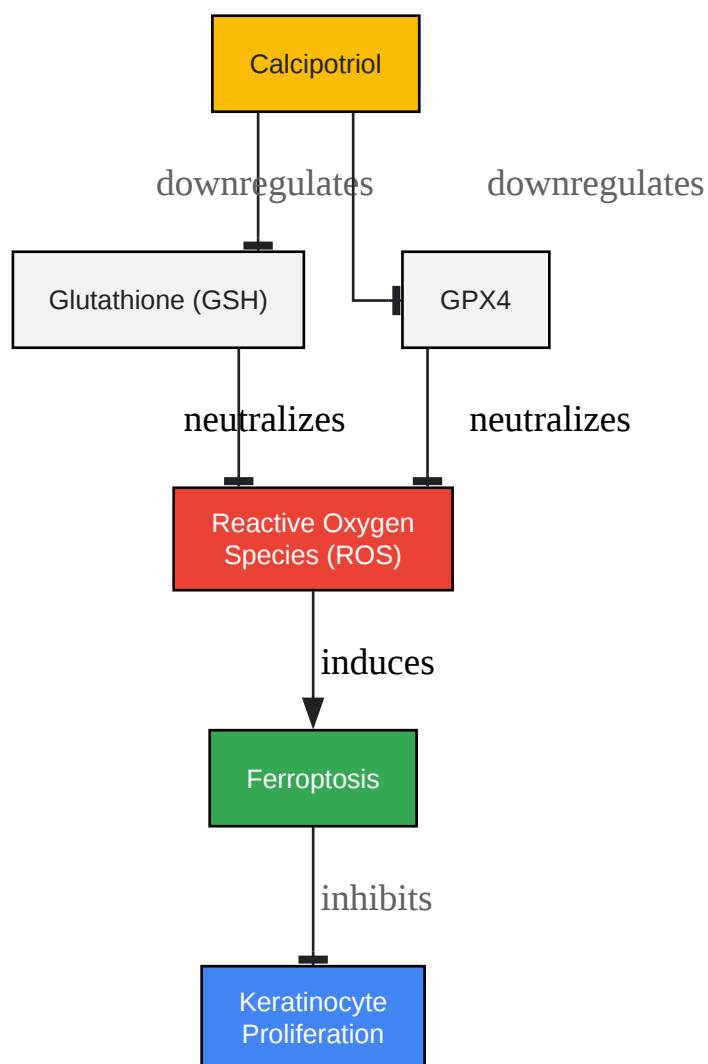 Calcipotriol
downregulates
downregulates
Glutathione (GSH)
GPX4
neutralizes
neutralizes
Reactive Oxygen
Species (ROS)
induces
Ferroptosis
inhibits
Keratinocyte
Proliferation